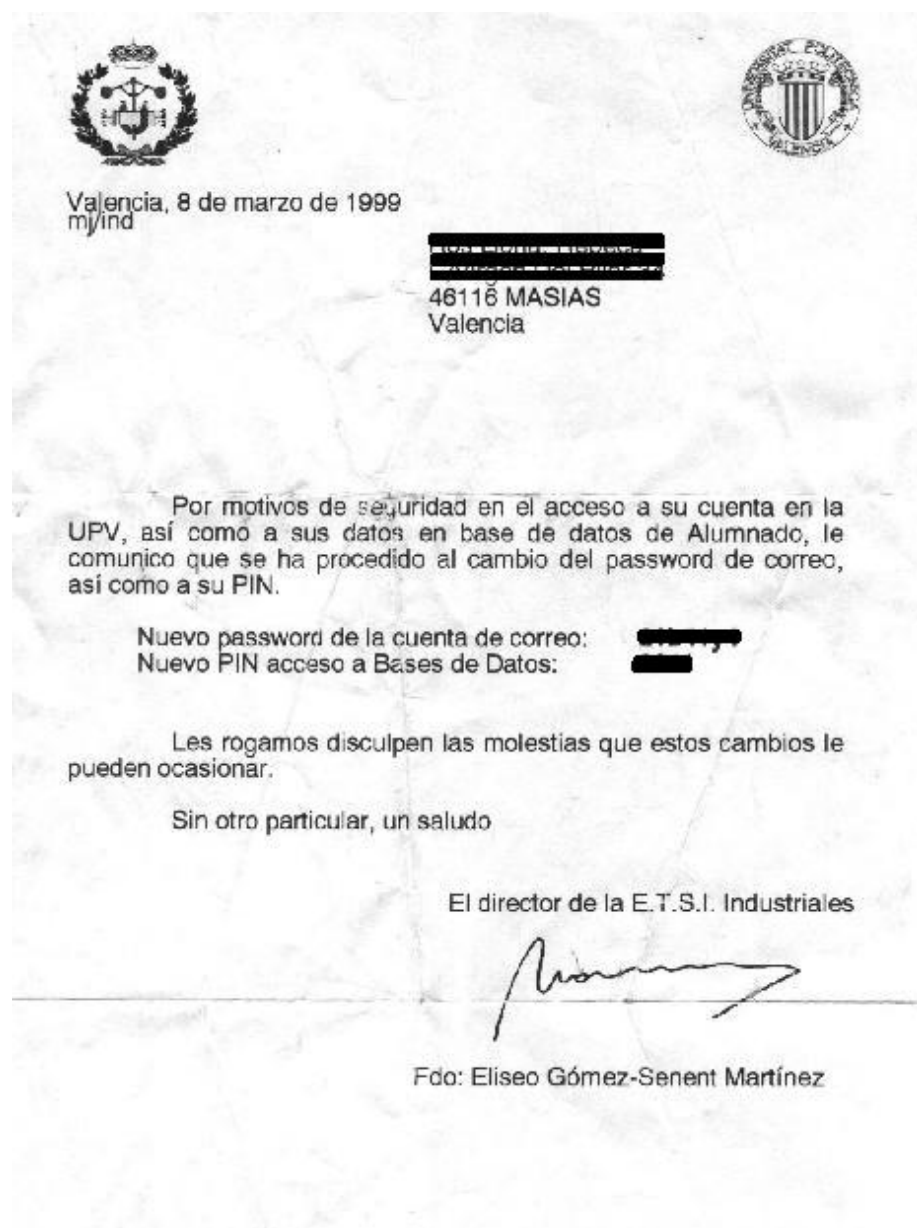 UNIVERSITAT POLITECNICA
VALENCIA
Valencia, 8 de marzo de 1999
mj/ind
46116 MASIAS
Valencia
Por motivos de seguridad en el acceso a su cuenta en la
UPV, así como a sus datos en base de datos de Alumnado, le
comunico que se ha procedido al cambio del password de correo,
así como a su PIN.
Nuevo password de la cuenta de correo:
Nuevo PIN acceso a Bases de Datos:
Les rogamos disculpen las molestias que estos cambios le
pueden ocasionar.
Sin otro particular, un saludo
El director de la E.T.S.I. Industriales
Fdo: Eliseo Gómez-Senent Martínez